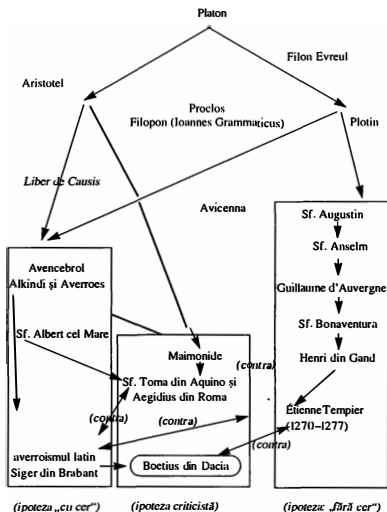 Platon
Filon Evreul
Aristotel
Proclos
Filopon (Ioannes Grammaticus)
Plotin
Liber de Causis
Avicenna
Sf. Augustin
Sf. Anselm
Avencebrol
Alkindi și Averroes
Guillaume d'Auvergne
Sf. Bonaventura
Sf. Albert cel Mare
Maimonide
Henri din Gand
(contra)
Sf. Toma din Aquino și
Aegidius din Roma
(contra)
(contra)
Étienne Tempier
(1270–1277)
(contra)
averroismul latin
Siger din Brabant
Boetius din Dacia
(ipoteza „cu cer“)
(ipoteza criticistă)
(ipoteza: „fără cer“)